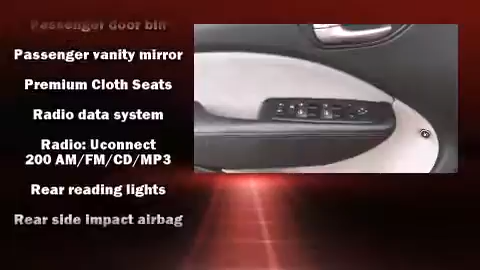 Passenger door bin
Passenger vanity mirror
Premium Cloth Seats
Radio data system
Radio: Uconnect
200 AM/FM/CD/MP3
Rear reading lights
Rear side impact airbag